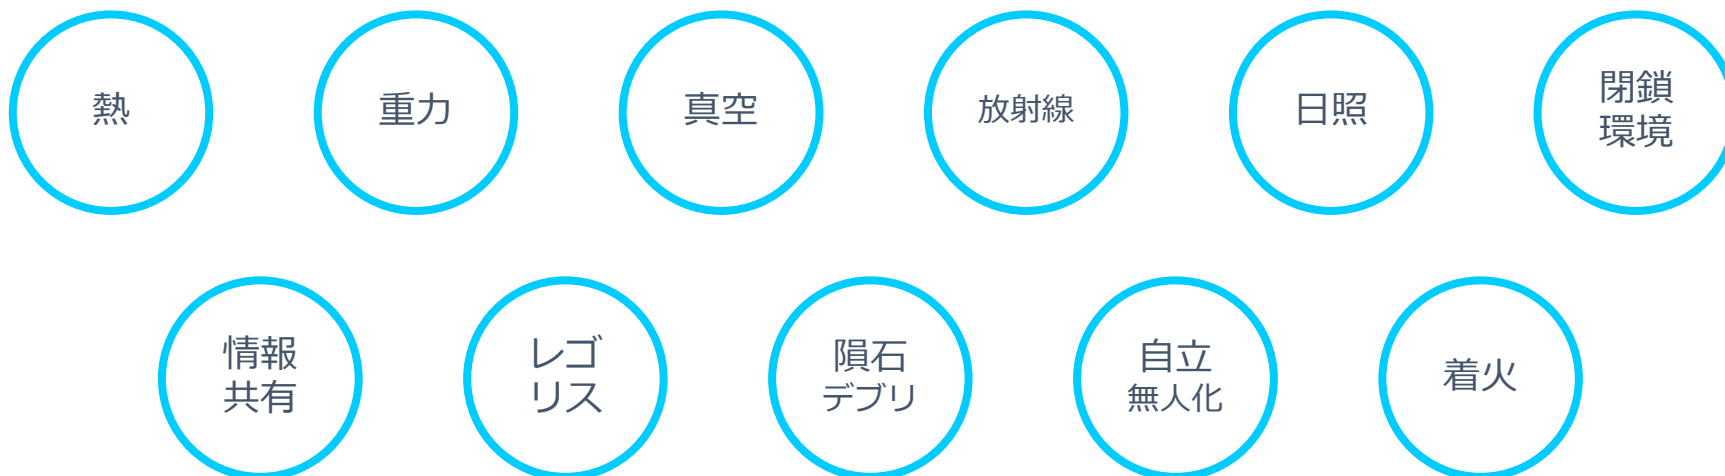 熱
重力
真空
放射線
日照
閉鎖
環境
情報
共有
レゴ
リス
隕石
デブリ
自立
無人化
着火